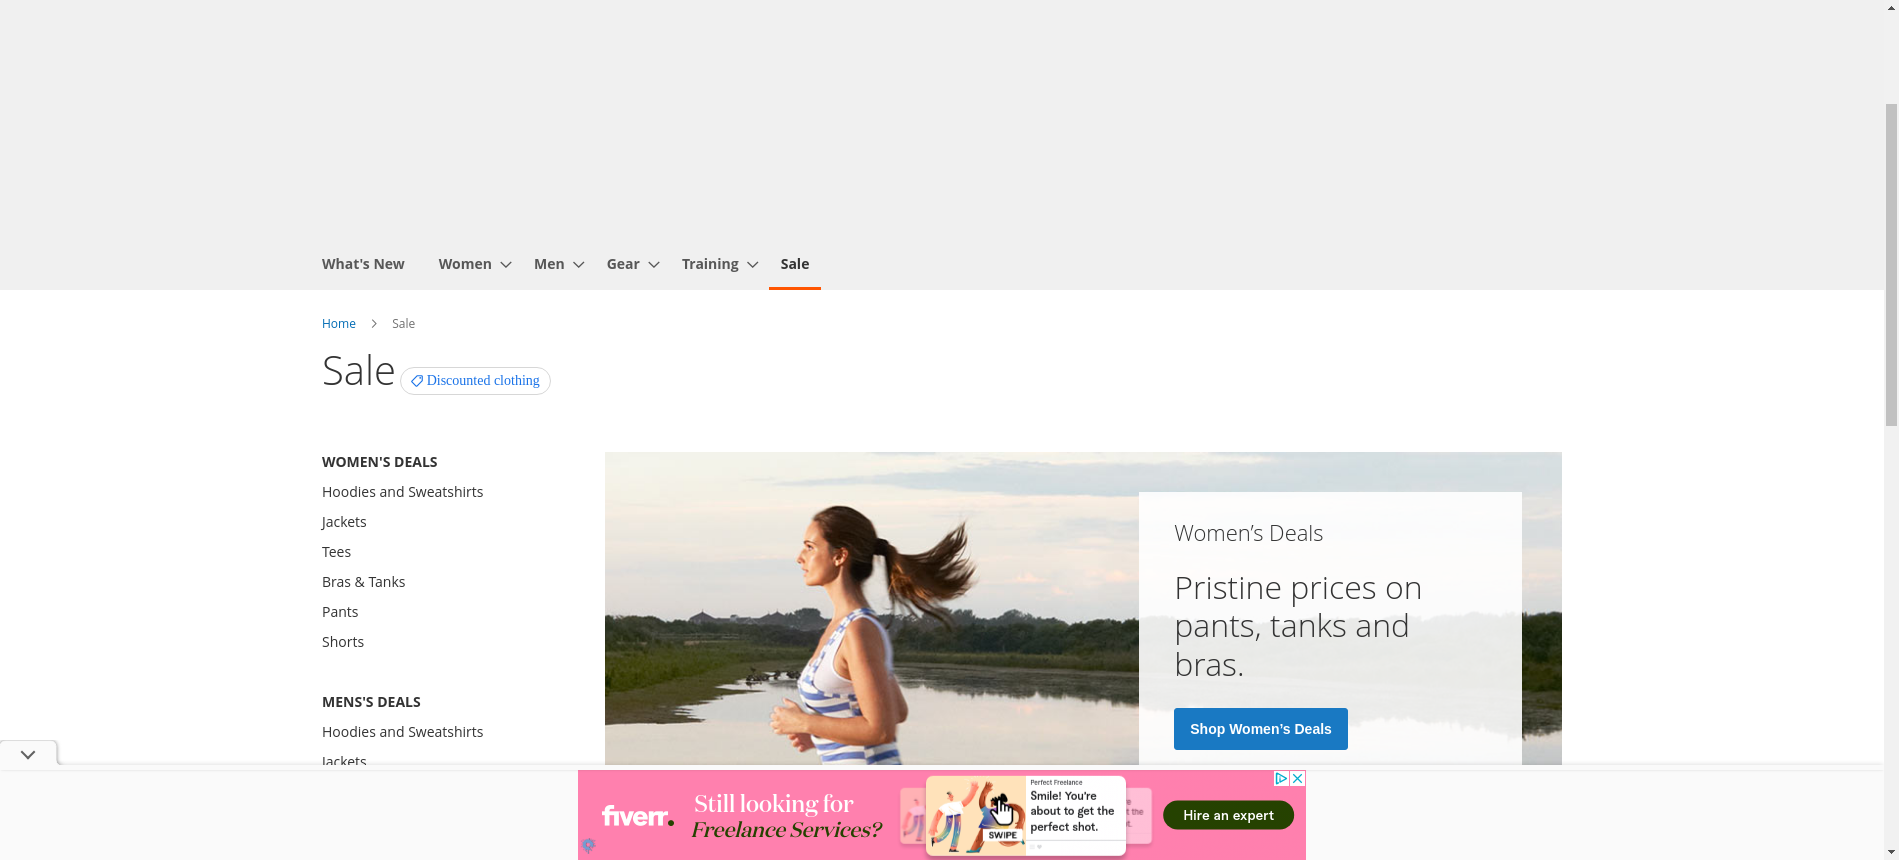 What's New Women Men Gear Training Sale
Home Sale
Sale Discounted clothing
WOMEN'S DEALS
Hoodies and Sweatshirts
Jackets
Tees
Bras & Tanks
Pants
Shorts
MENS'S DEALS
Hoodies and Sweatshirts
Jackets
Women’s Deals
Pristine prices on
pants, tanks and
bras.
Shop Women’s Deals
fiverr.
Still looking for
Freelance Services?
SWIPE
Perfect Freelance
Smile! You're
about to get the
perfect shot.
Hire an expert